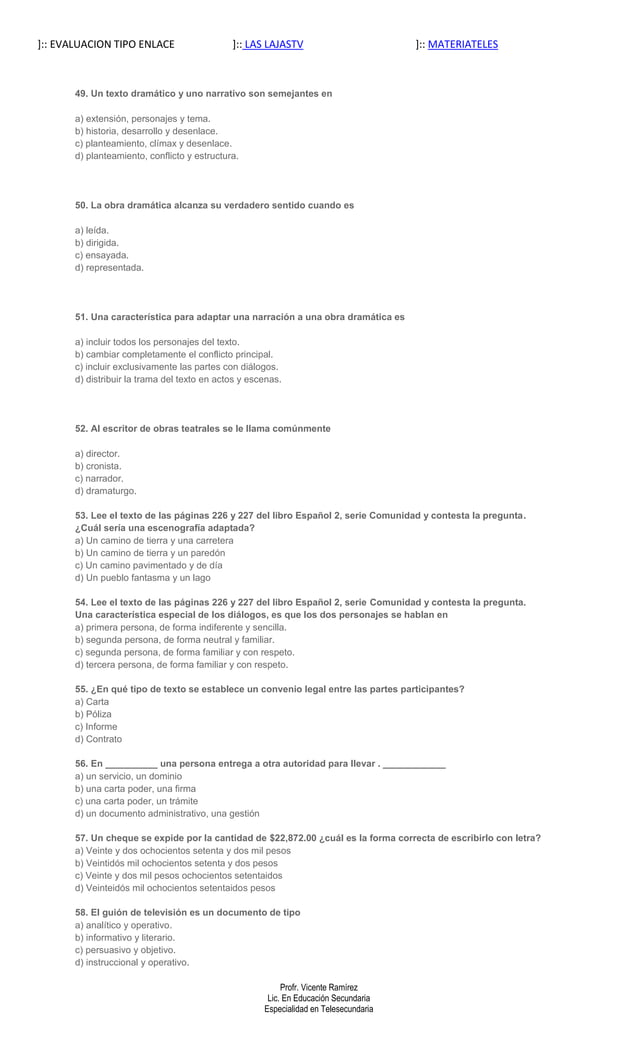 ]:: EVALUACION TIPO ENLACE ]:: LAS LAJASTV ]:: MATERIATELES
49. Un texto dramático y uno narrativo son semejantes en
a) extensión, personajes y tema.
b) historia, desarrollo y desenlace.
c) planteamiento, clímax y desenlace.
d) planteamiento, conflicto y estructura.
50. La obra dramática alcanza su verdadero sentido cuando es
a) leída.
b) dirigida.
c) ensayada.
d) representada.
51. Una característica para adaptar una narración a una obra dramática es
a) incluir todos los personajes del texto.
b) cambiar completamente el conflicto principal.
c) incluir exclusivamente las partes con diálogos.
d) distribuir la trama del texto en actos y escenas.
52. Al escritor de obras teatrales se le llama comúnmente
a) director.
b) cronista.
c) narrador.
d) dramaturgo.
53. Lee el texto de las páginas 226 y 227 del libro Español 2, serie Comunidad y contesta la pregunta.
¿Cuál sería una escenografía adaptada?
a) Un camino de tierra y una carretera
b) Un camino de tierra y un paredón
c) Un camino pavimentado y de día
d) Un pueblo fantasma y un lago
54. Lee el texto de las páginas 226 y 227 del libro Español 2, serie Comunidad y contesta la pregunta.
Una característica especial de los diálogos, es que los dos personajes se hablan en
a) primera persona, de forma indiferente y sencilla.
b) segunda persona, de forma neutral y familiar.
c) segunda persona, de forma familiar y con respeto.
d) tercera persona, de forma familiar y con respeto.
55. ¿En qué tipo de texto se establece un convenio legal entre las partes participantes?
a) Carta
b) Póliza
c) Informe
d) Contrato
56. En __________ una persona entrega a otra autoridad para llevar . ____________
a) un servicio, un dominio
b) una carta poder, una firma
c) una carta poder, un trámite
d) un documento administrativo, una gestión
57. Un cheque se expide por la cantidad de $22,872.00 ¿cuál es la forma correcta de escribirlo con letra?
a) Veinte y dos ochocientos setenta y dos mil pesos
b) Veintidós mil ochocientos setenta y dos pesos
c) Veinte y dos mil pesos ochocientos setentaidos
d) Veinteidós mil ochocientos setentaidos pesos
58. El guión de televisión es un documento de tipo
a) analítico y operativo.
b) informativo y literario.
c) persuasivo y objetivo.
d) instruccional y operativo.
Profr. Vicente Ramírez
Lic. En Educación Secundaria
Especialidad en Telesecundaria